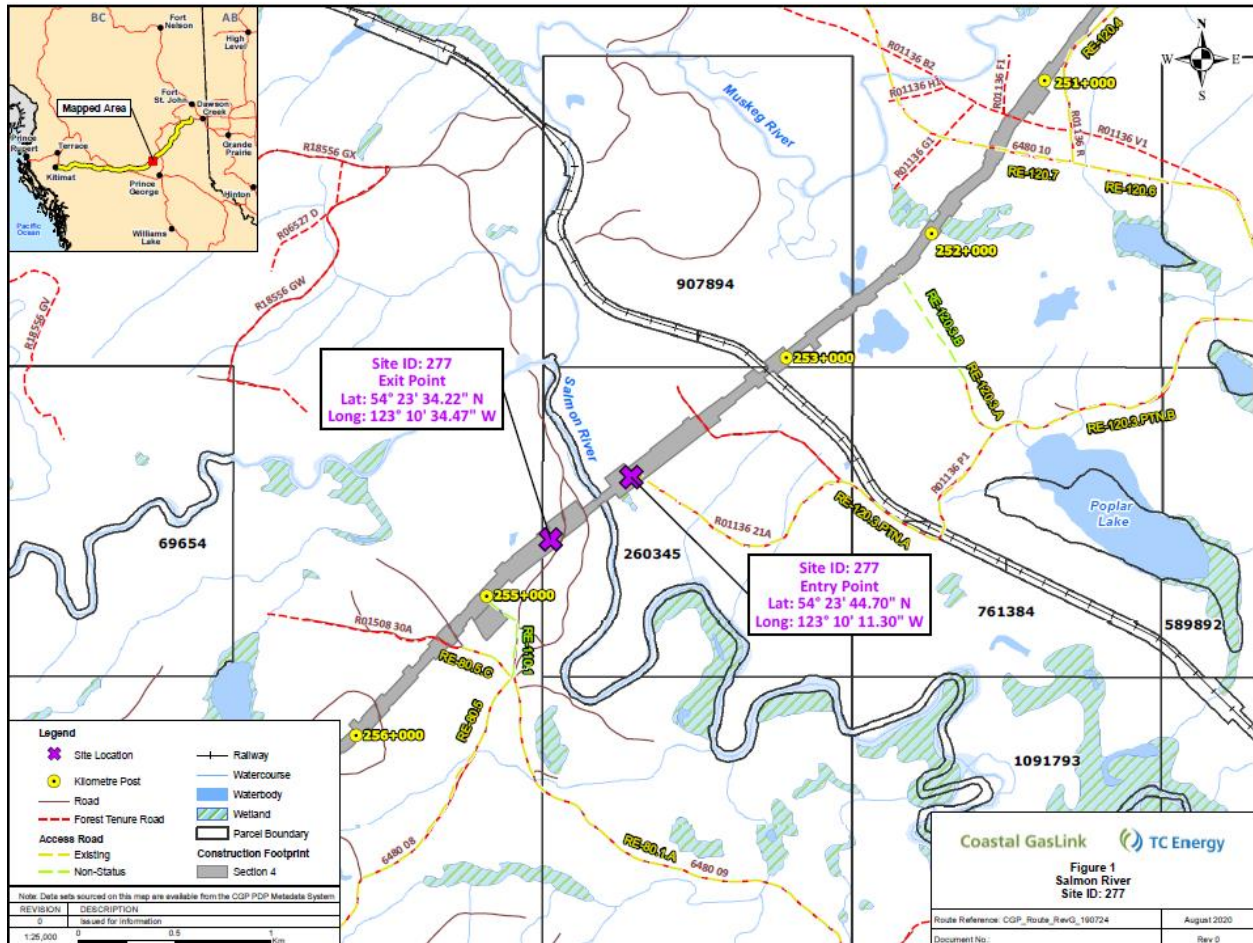 BC
AB
Fort
Nelson
High
Level
Fort
St. John
Dawson
Creek
Mapped Area
Grande
Prairie
Prince
Rupert
Terrace
Kitimat
Prince
George
Hinton
Pacific
Ocean
Williams
Lake
N
W
E
S
Muskeg River
R01136 B2
R01136 H1
R01136 F1
RE-120.4
251+000
R01136 G1
R01136 R
R01136 V1
6480 10
RE-120.7
RE-120.6
252+000
R18556 GX
R06527 D
R18556 GW
R18556 GV
907894
253+000
RE-120.3.B
RE-120.3.A
RE-120.3.PTN.B
R01136 P1
Site ID: 277
Exit Point
Lat: 54° 23' 34.22" N
Long: 123° 10' 34.47" W
Salmon River
R01136 21A
RE-120.3.PTN.A
Poplar
Lake
69654
260345
Site ID: 277
Entry Point
Lat: 54° 23' 44.70" N
Long: 123° 10' 11.30" W
761384
589892
255+000
R01508 30A
RE-80.5.C
RE-110.1
RE-80.5
256+000
1091793
6480 08
RE-80.1.A
6480 09
Legend
Site Location
Kilometre Post
Road
Forest Tenure Road
Access Road
Existing
Non-Status
Railway
Watercourse
Waterbody
Wetland
Parcel Boundary
Construction Footprint
Section 4
Note: Data sets sourced on this map are available from the CGP PDP Metadata System
REVISION DESCRIPTION
0 Issued for Information
1:25,000
0 0.5 1
Km
Coastal GasLink TC Energy
Figure 1
Salmon River
Site ID: 277
Route Reference: CGP_Route_RevG_190724 August 2020
Document No.: Rev 0